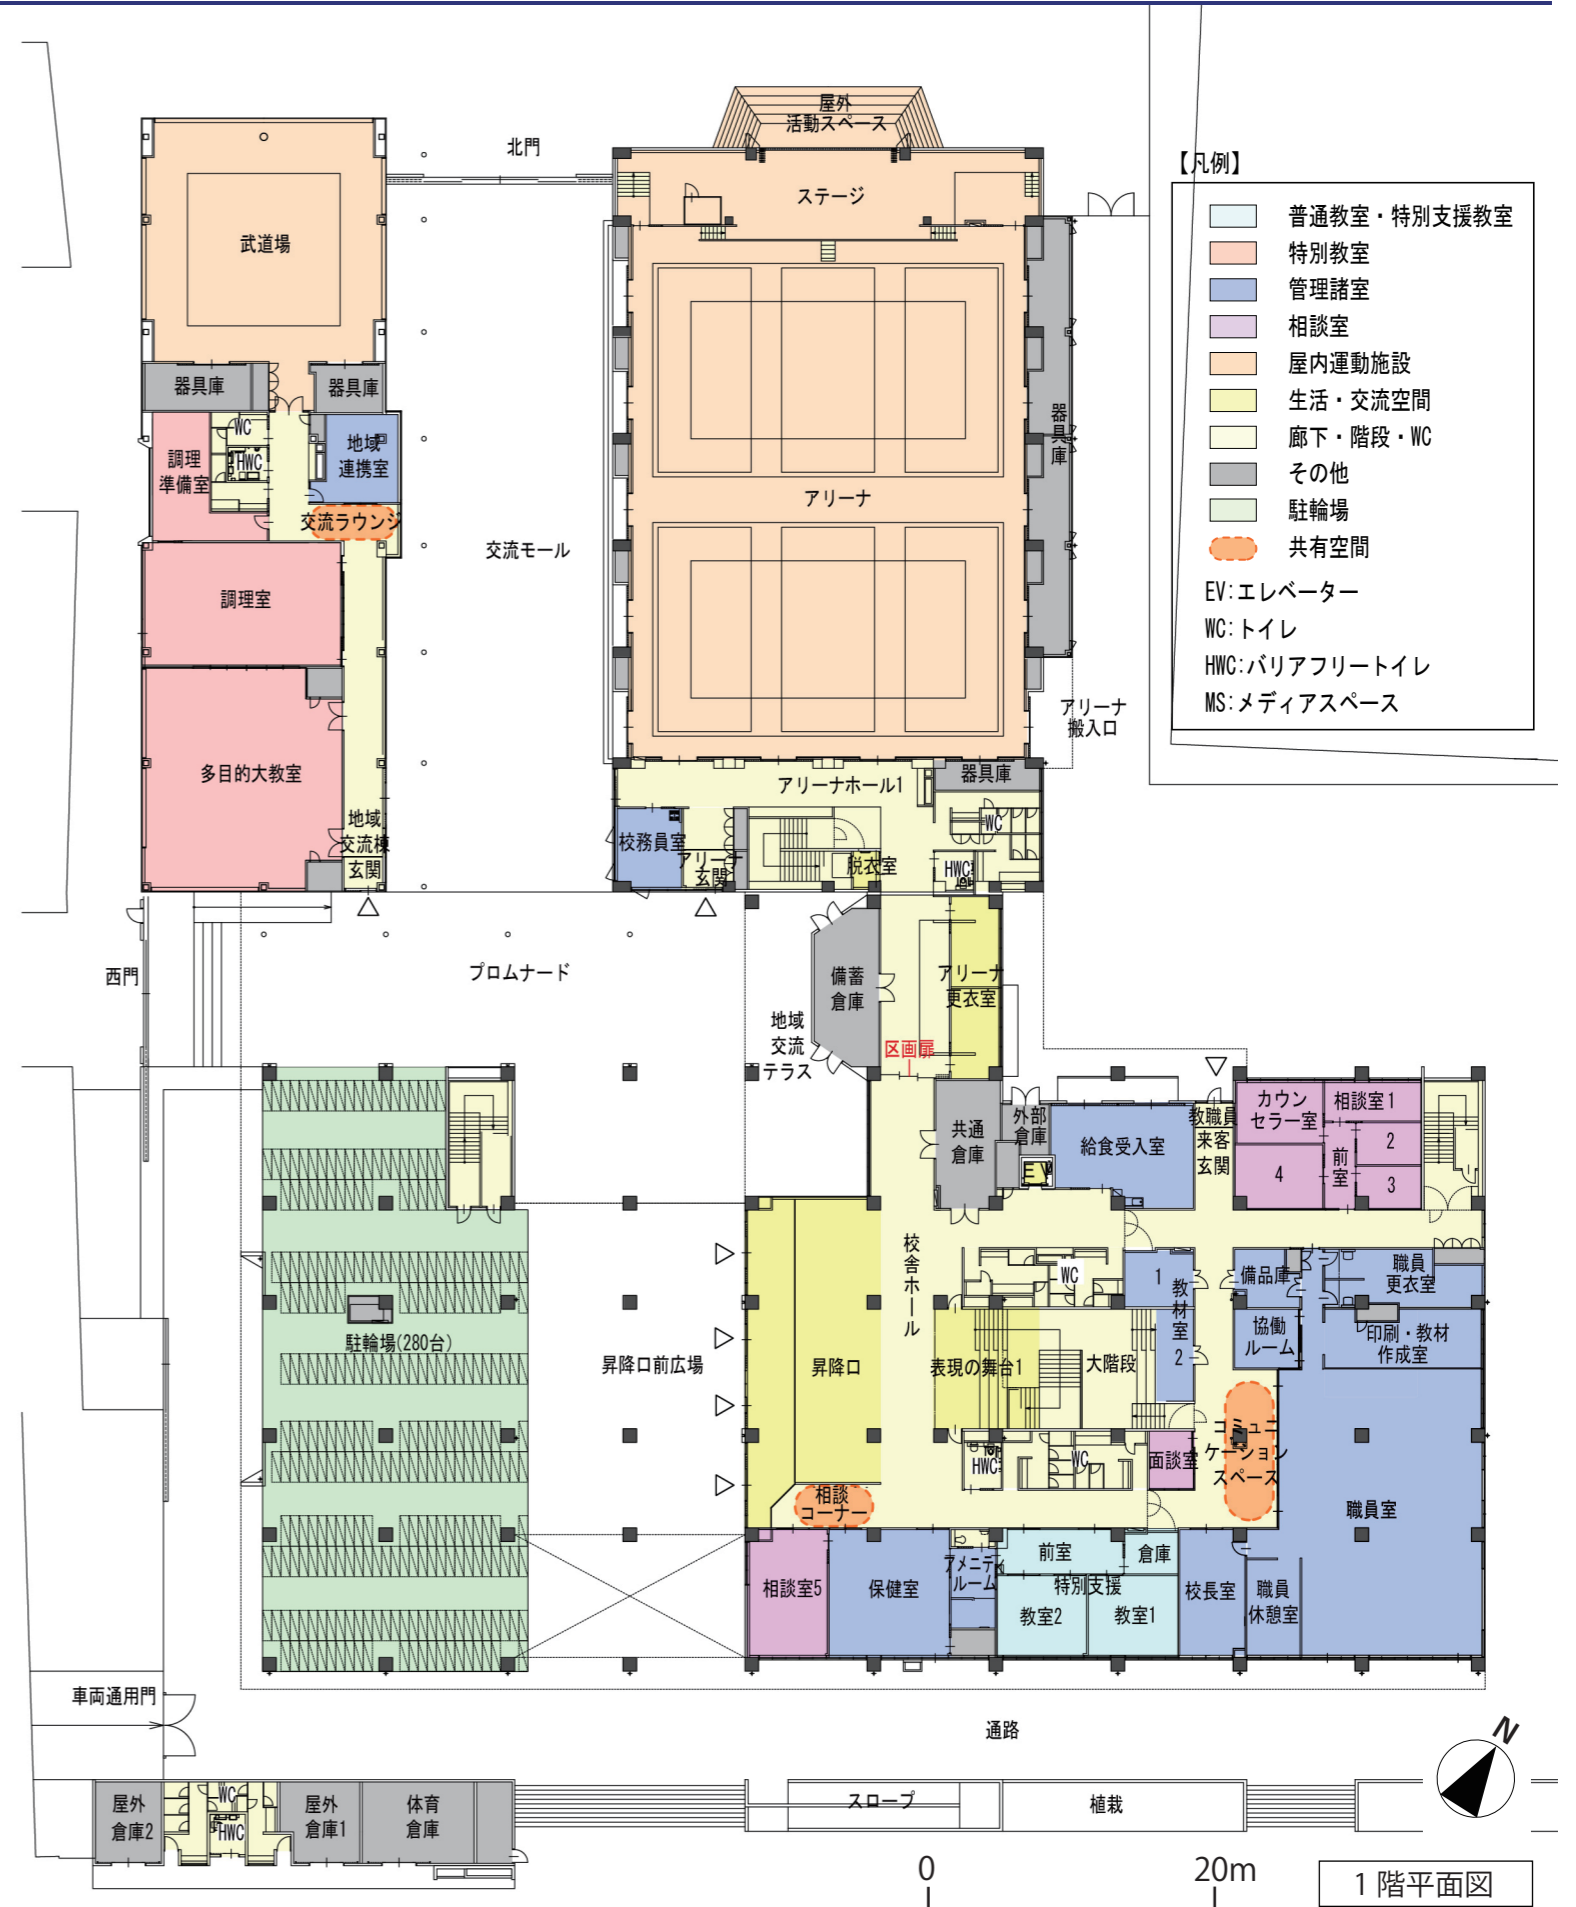 屋外
活動スペース
北門
ステージ
武道場
器具庫
器具庫
WC
HWC
調理
準備室
地域
連携室
交流ラウンジ
調理室
多目的大教室
地域
交流棟
玄関
交流モール
アリーナ
器具庫
アリーナ
搬入口
【凡例】
普通教室・特別支援教室
特別教室
管理諸室
相談室
屋内運動施設
生活・交流空間
廊下・階段・WC
その他
駐輪場
共有空間
EV:エレベーター
WC:トイレ
HWC:バリアフリートイレ
MS:メディアスペース
アリーナホール1
器具庫
校務員室
アリーナ
玄関
脱衣室
WC
HWC
西門
プロムナード
備蓄
倉庫
アリーナ
更衣室
地域
交流
テラス
区画扉
共通
倉庫
外部
倉庫
EV
給食受入室
教職員
来客
玄関
カウン
セラー室
相談室1
2
3
4
前室
校舎ホール
WC
1
教材室
2
備品庫
職員
更衣室
協働
ルーム
印刷・教材
作成室
駐輪場(280台)
昇降口前広場
昇降口
表現の舞台1
大階段
コミュニ
ケーション
スペース
HWC
WC
面談室
相談
コーナー
職員室
相談室5
保健室
アメニティ
ルーム
前室
倉庫
特別支援
教室2
教室1
校長室
職員
休憩室
車両通用門
通路
N
屋外
倉庫2
WC
HWC
屋外
倉庫1
体育
倉庫
スロープ
植栽
0
20m
1階平面図